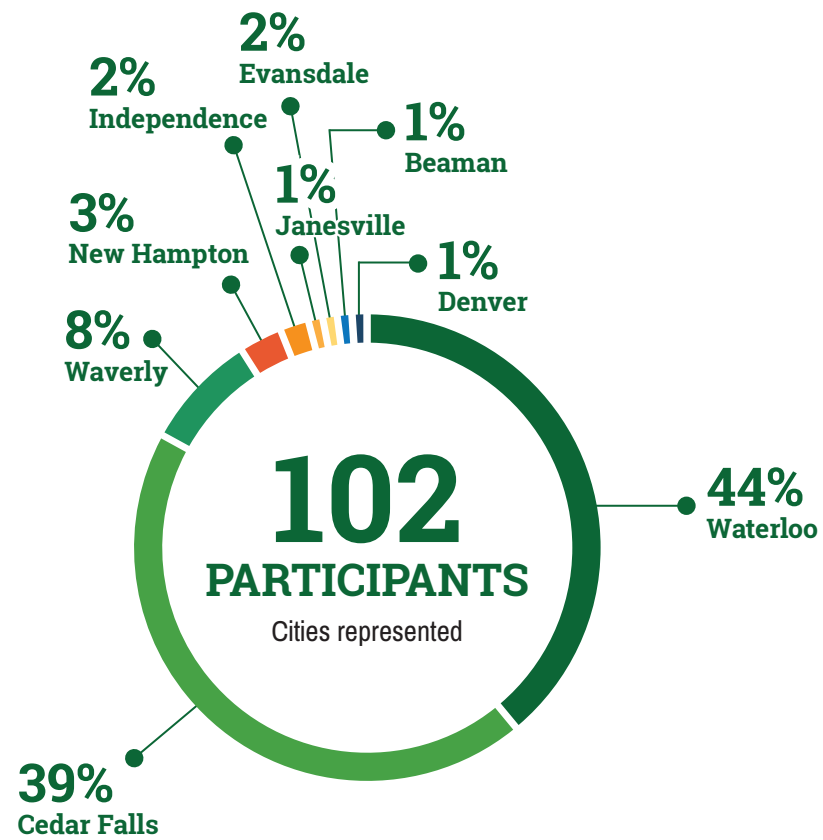 2%
Evansdale
2%
Independence
1%
Beaman
1%
Janesville
3%
New Hampton
1%
Denver
8%
Waverly
102
PARTICIPANTS
Cities represented
44%
Waterloo
39%
Cedar Falls